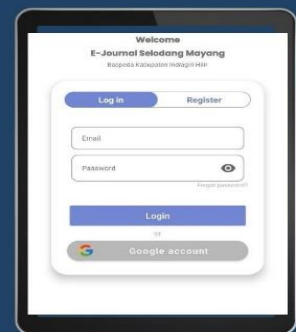 Welcome
E-Journal Selodang Mayang
Bappeda Kabupaten Indragiri Hilir
Log in
Register
Email
Password
Forgot password?
Login
or
Google account